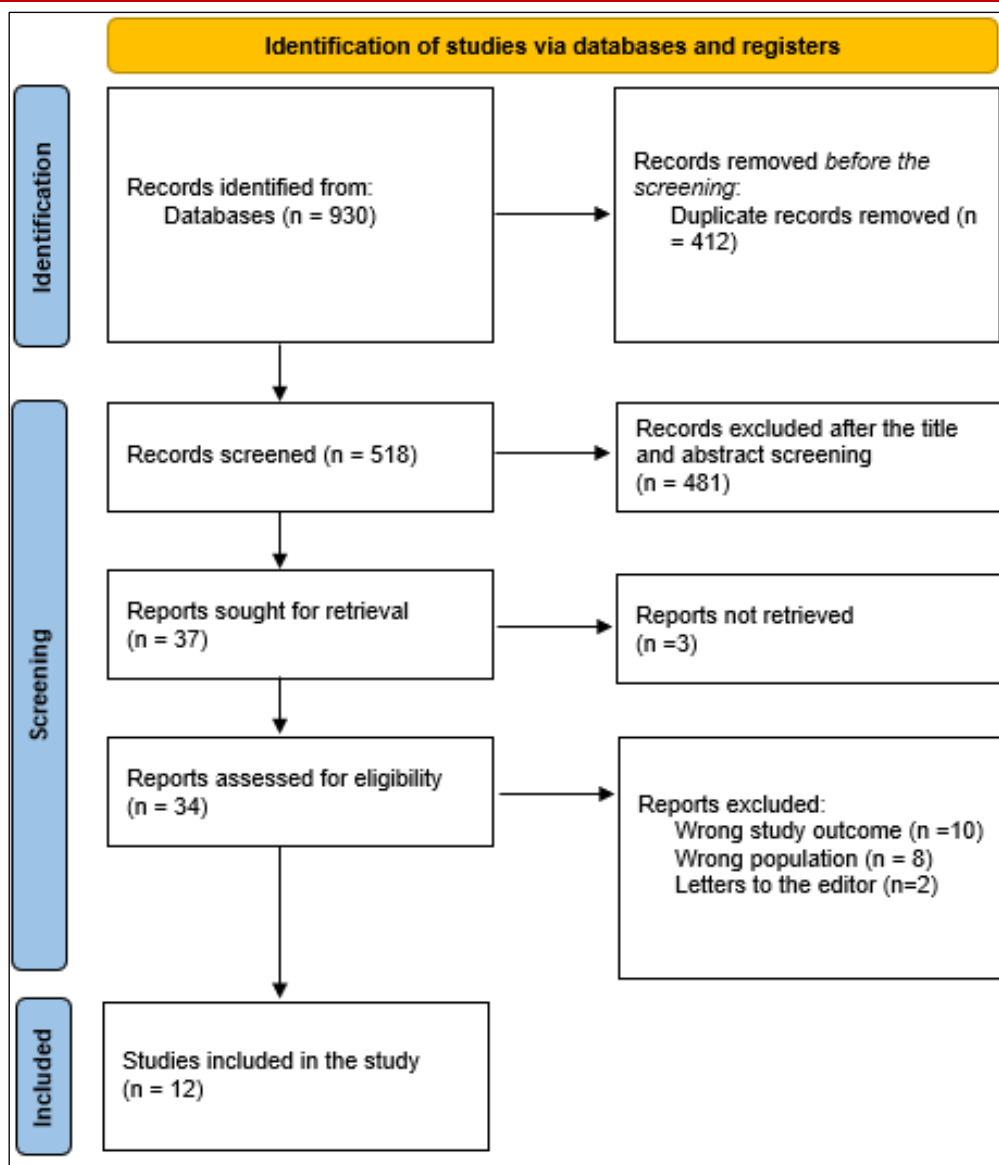 Identification of studies via databases and registers
Identification
Records identified from:
Databases (n = 930)
Records removed before the
screening:
Duplicate records removed (n
= 412)
Screening
Records screened (n = 518)
Records excluded after the title
and abstract screening
(n = 481)
Reports sought for retrieval
(n = 37)
Reports not retrieved
(n =3)
Reports assessed for eligibility
(n = 34)
Reports excluded:
Wrong study outcome (n =10)
Wrong population (n = 8)
Letters to the editor (n=2)
Included
Studies included in the study
(n = 12)